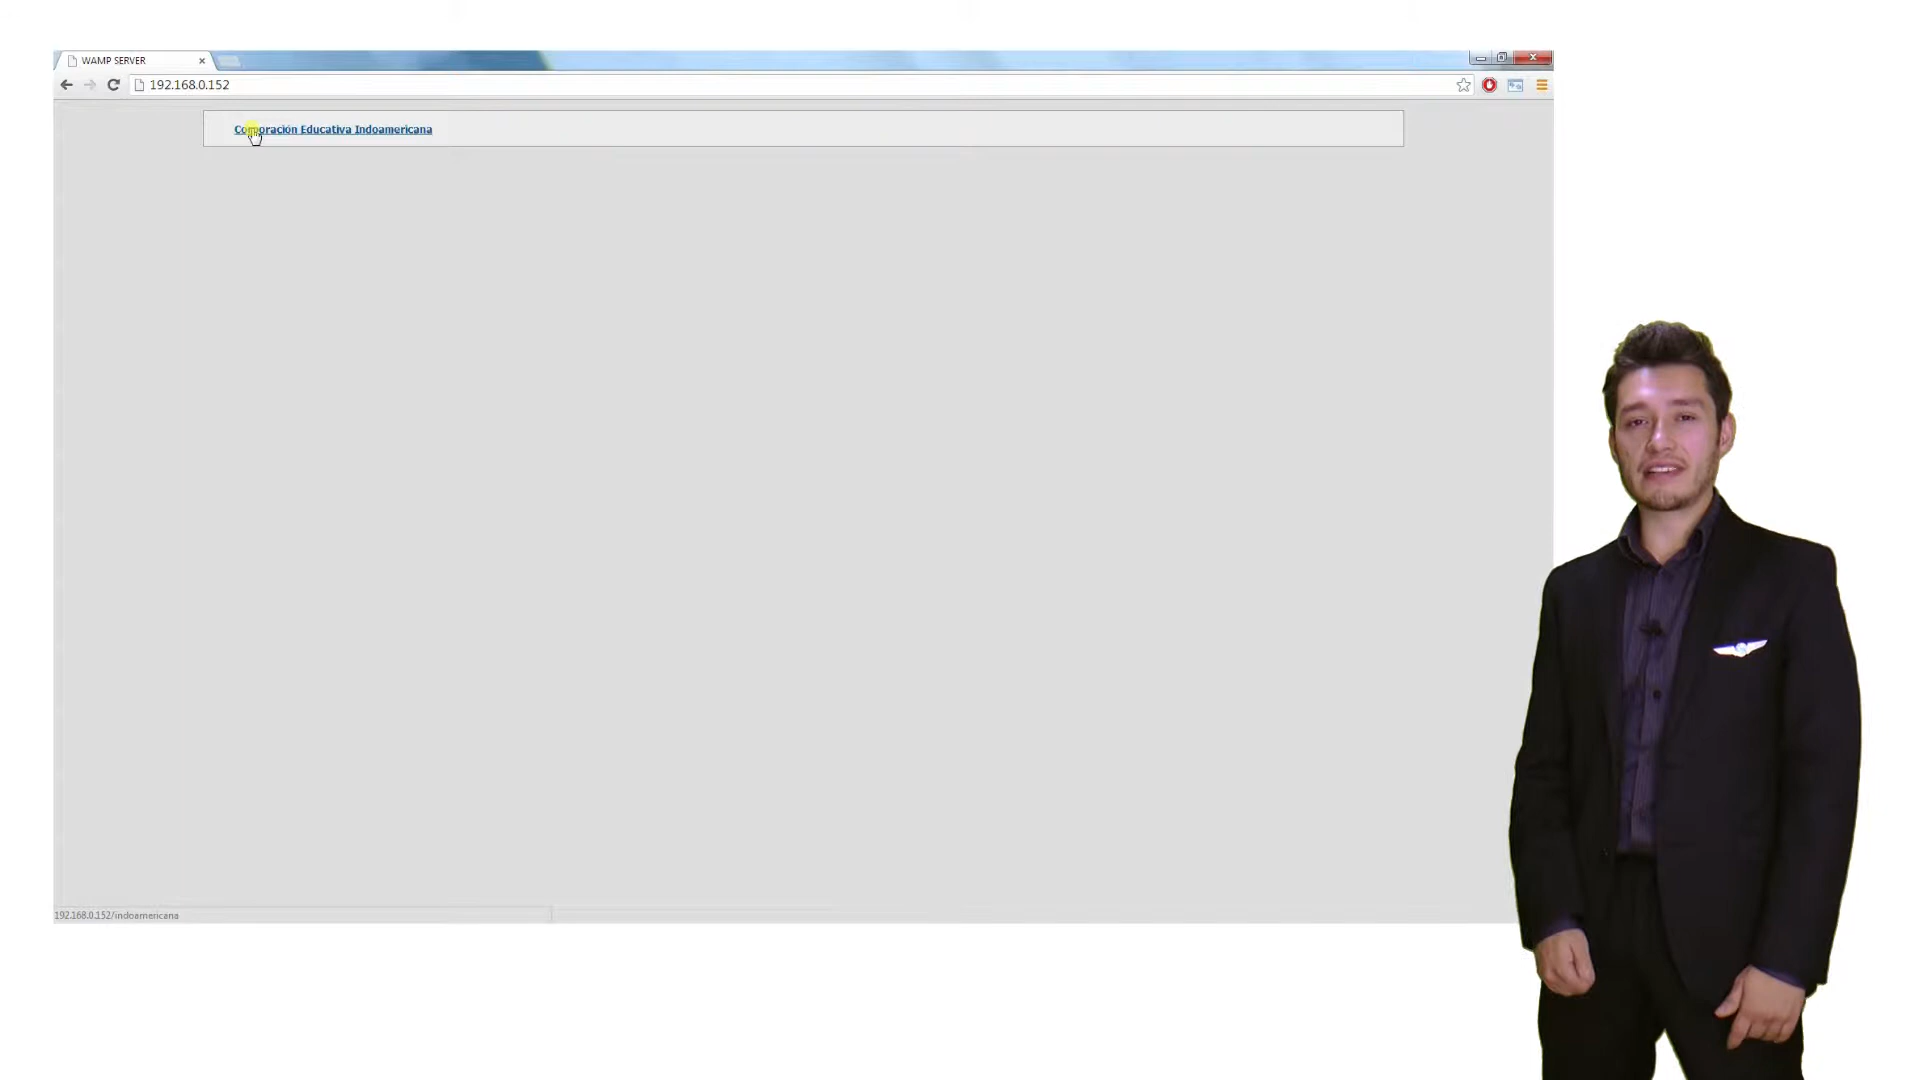 WAMP SERVER
192.168.0.152
Corporación Educativa Indoamericana
192.168.0.152/indoamericana